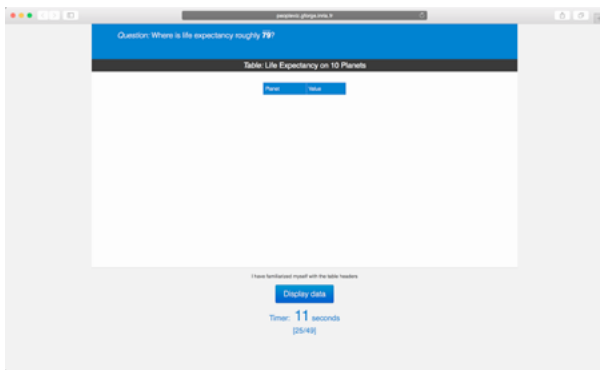 Question: Where is life expectancy roughly 79?
Table: Life Expectancy on 10 Planets
Planet Value
I have familiarized myself with the table headers
Display data
Timer: 11 seconds
[25/49]